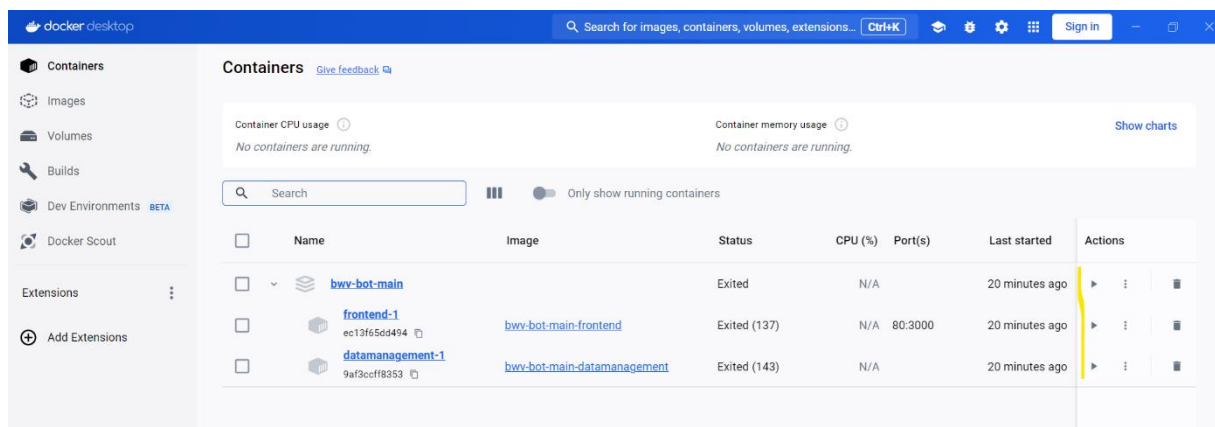 docker desktop
Search for images, containers, volumes, extensions... Ctrl+K
Sign in
Containers
Images
Volumes
Builds
Dev Environments BETA
Docker Scout
Extensions
Add Extensions
Containers Give feedback
Container CPU usage
No containers are running.
Container memory usage
No containers are running.
Show charts
Search
Only show running containers
Name Image Status CPU (%) Port(s) Last started Actions
bwv-bot-main Exited N/A 20 minutes ago
frontend-1
ec13f65dd494
bwv-bot-main-frontend Exited (137) N/A 80:3000 20 minutes ago
datamanagement-1
9af3ccff8353
bwv-bot-main-datamanagement Exited (143) N/A 20 minutes ago